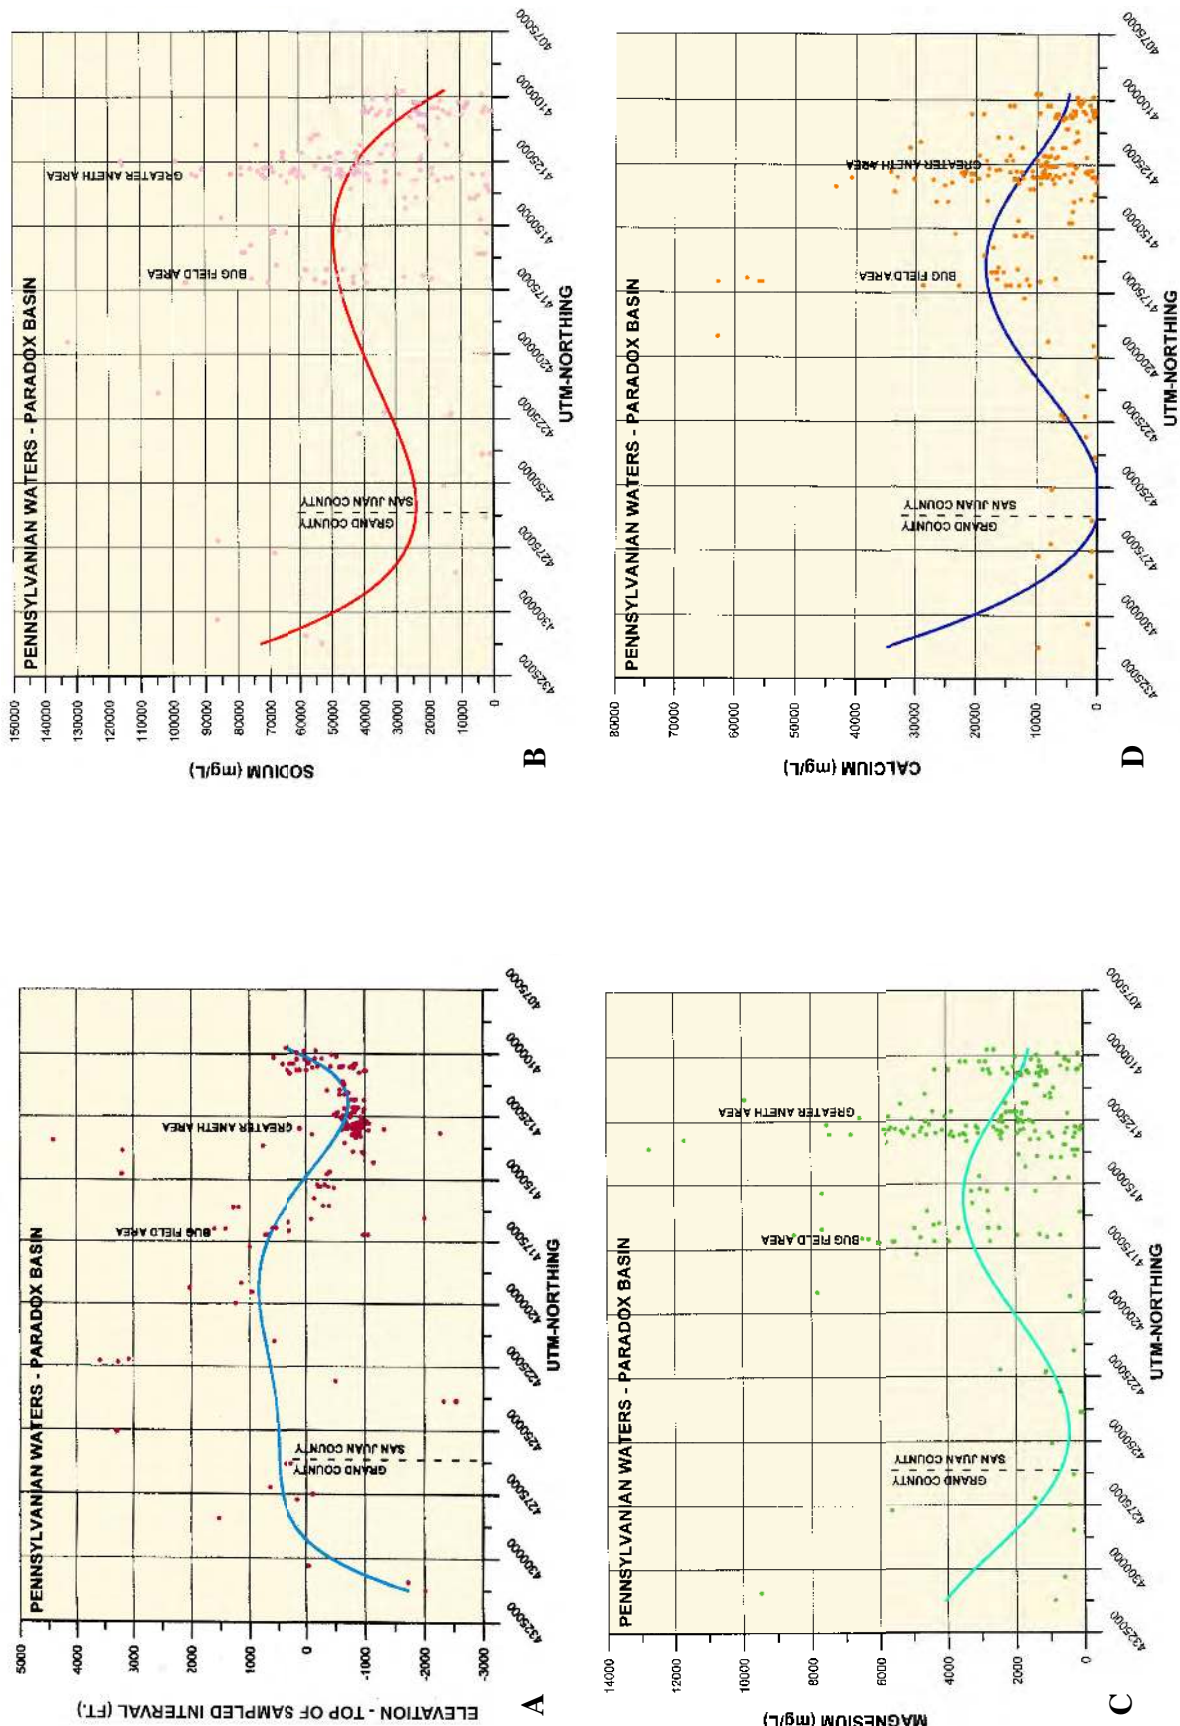 PENNSYLVANIAN WATERS - PARADOX BASIN
5000
4000
3000
2000
1000
0
-1000
-2000
-3000
ELEVATION - TOP OF SAMPLED INTERVAL (FT.)
GREATER ANETH AREA
BUG FIELD AREA
SAN JUAN COUNTY
GRAND COUNTY
4325000
4300000
4275000
4250000
4225000
4200000
4175000
4150000
4125000
4100000
4075000
UTM-NORTHING
A
PENNSYLVANIAN WATERS - PARADOX BASIN
150000
140000
130000
120000
110000
100000
90000
80000
70000
60000
50000
40000
30000
20000
10000
0
SODIUM (mg/L)
GREATER ANETH AREA
BUG FIELD AREA
SAN JUAN COUNTY
GRAND COUNTY
4325000
4300000
4275000
4250000
4225000
4200000
4175000
4150000
4125000
4100000
4075000
UTM-NORTHING
B
PENNSYLVANIAN WATERS - PARADOX BASIN
14000
12000
10000
8000
6000
4000
2000
0
MAGNESIUM (mg/L)
GREATER ANETH AREA
BUG FIELD AREA
SAN JUAN COUNTY
GRAND COUNTY
4325000
4300000
4275000
4250000
4225000
4200000
4175000
4150000
4125000
4100000
4075000
UTM-NORTHING
C
PENNSYLVANIAN WATERS - PARADOX BASIN
80000
70000
60000
50000
40000
30000
20000
10000
0
CALCIUM (mg/L)
GREATER ANETH AREA
BUG FIELD AREA
SAN JUAN COUNTY
GRAND COUNTY
4325000
4300000
4275000
4250000
4225000
4200000
4175000
4150000
4125000
4100000
4075000
UTM-NORTHING
D